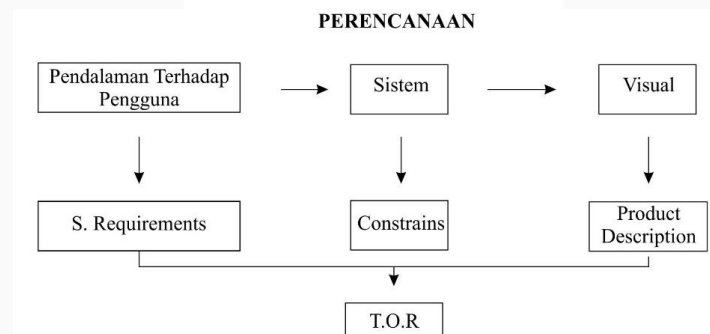 PERENCANAAN
Pendalaman Terhadap
Pengguna
Sistem
Visual
S. Requirements
Constrains
Product
Description
T.O.R